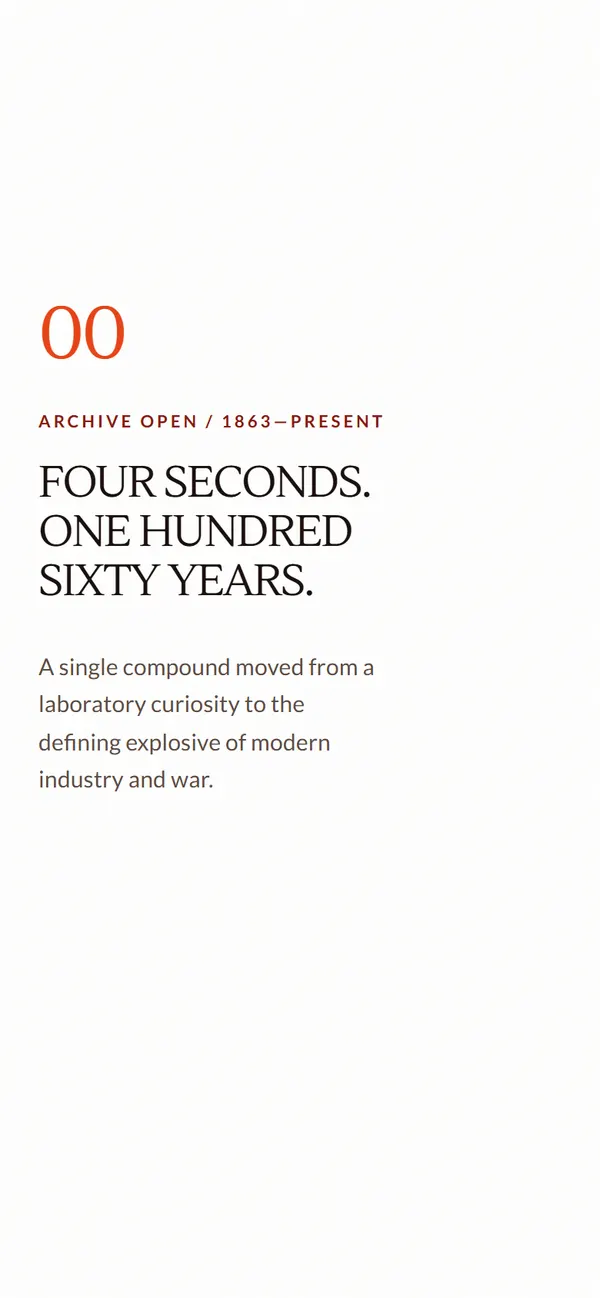 00
ARCHIVE OPEN / 1863—PRESENT
FOUR SECONDS.
ONE HUNDRED
SIXTY YEARS.
A single compound moved from a
laboratory curiosity to the
defining explosive of modern
industry and war.